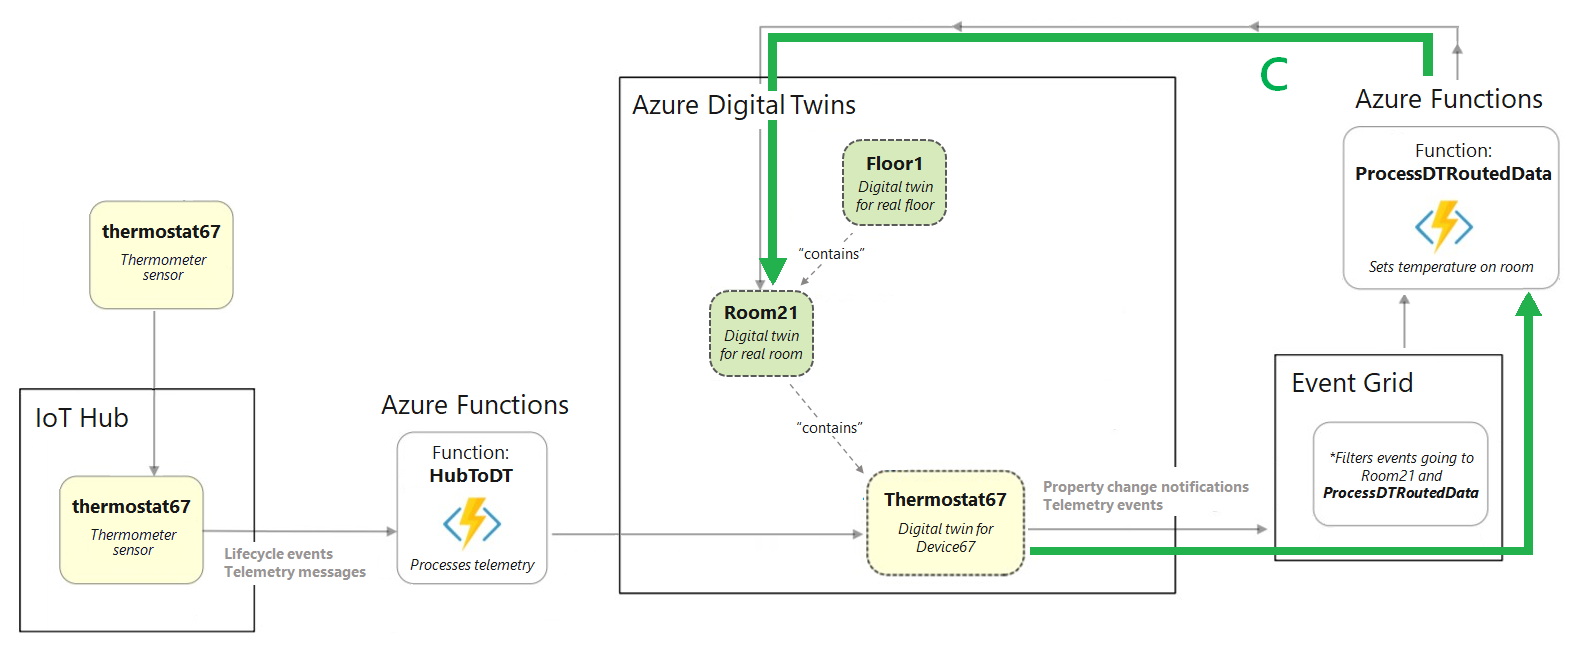 thermostat67
Thermometer
sensor
IoT Hub
thermostat67
Thermometer
sensor
Lifecycle events
Telemetry messages
Azure Functions
Function:
HubToDT
Processes telemetry
Azure Digital Twins
Floor1
Digital twin
for real floor
“contains”
Room21
Digital twin
for real room
“contains”
Thermostat67
Digital twin for
Device67
Property change notifications
Telemetry events
Event Grid
*Filters events going to
Room21 and
ProcessDTRoutedData
C
Azure Functions
Function:
ProcessDTRoutedData
Sets temperature on room